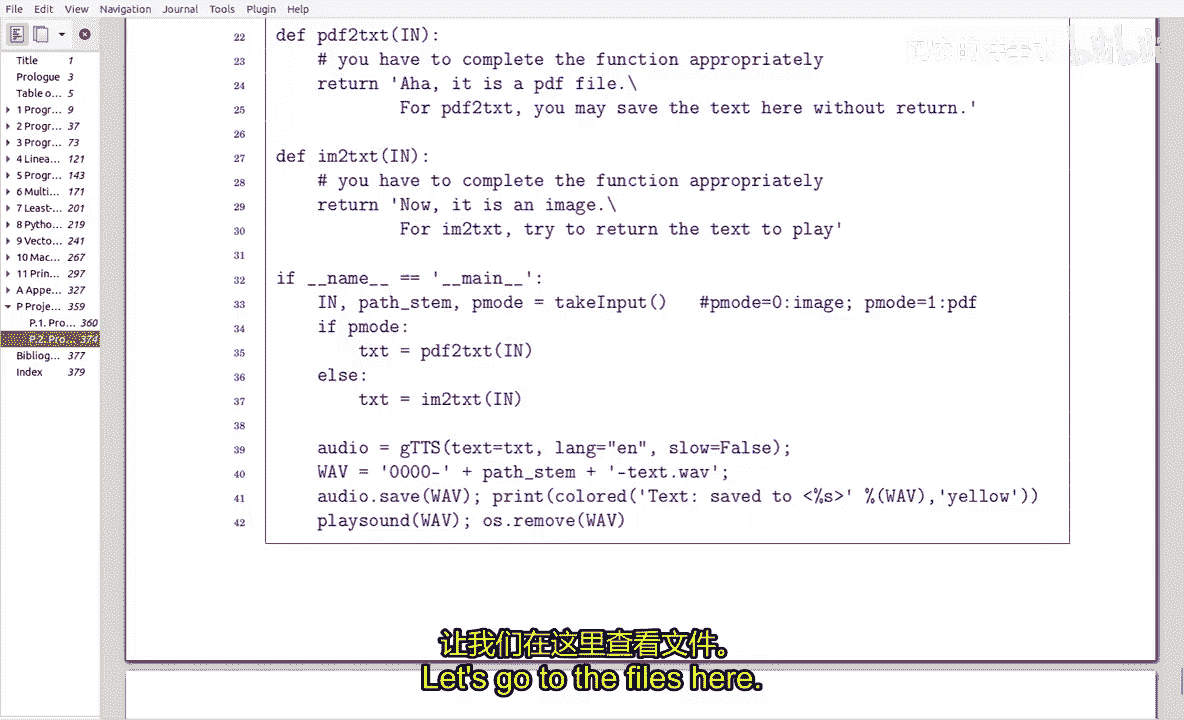 File Edit View Navigation Journal Tools Plugin Help
Title 1
Prologue 3
Table o... 5
1 Progr... 9
2 Progr... 37
3 Progr... 73
4 Linea... 121
5 Progr... 143
6 Multi... 171
7 Least-... 201
8 Pytho... 219
9 Vecto... 241
10 Mac... 267
11 Prin... 297
A Appe... 327
P Proje... 359
P.1. Pro... 360
P.2. Pro... 374
Bibliog... 377
Index 379
22 def pdf2txt(IN):
23 # you have to complete the function appropriately
24 return 'Aha, it is a pdf file.\
25 For pdf2txt, you may save the text here without return.'
26
27 def im2txt(IN):
28 # you have to complete the function appropriately
29 return 'Now, it is an image.\
30 For im2txt, try to return the text to play'
31
32 if __name__ == '__main__':
33 IN, path_stem, pmode = takeInput() #pmode=0:image; pmode=1:pdf
34 if pmode:
35 txt = pdf2txt(IN)
36 else:
37 txt = im2txt(IN)
38
39 audio = gTTS(text=txt, lang="en", slow=False);
40 WAV = '0000-' + path_stem + '-text.wav';
41 audio.save(WAV); print(colored('Text: saved to <%s>' %(WAV),'yellow'))
42 playsound(WAV); os.remove(WAV)
让我们在这里查看文件。
Let's go to the files here.